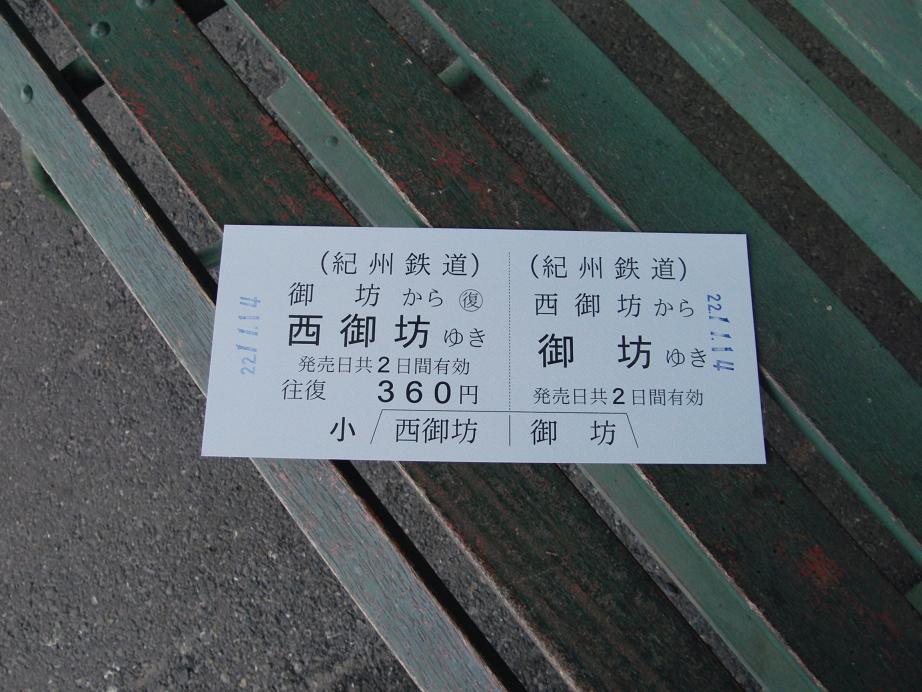 (紀州鉄道)
御坊から ㊝復
西御坊ゆき
発売日共2日間有効
往復 360円
小 西御坊
22.-1.14
(紀州鉄道)
西御坊から
御坊ゆき
発売日共2日間有効
御坊
22.-1.14